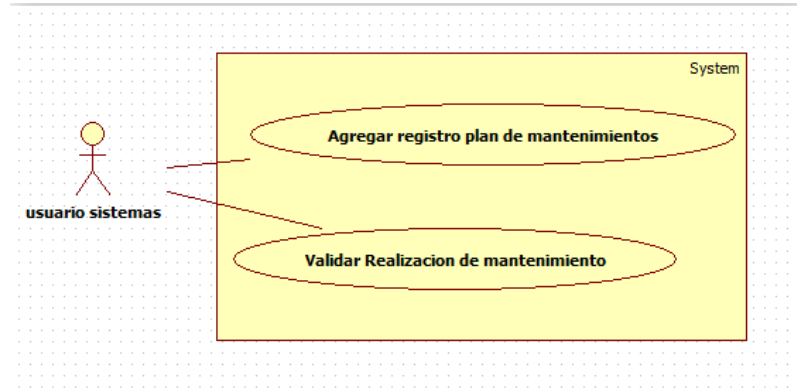 System
Agregar registro plan de mantenimientos
usuario sistemas
Validar Realizacion de mantenimiento